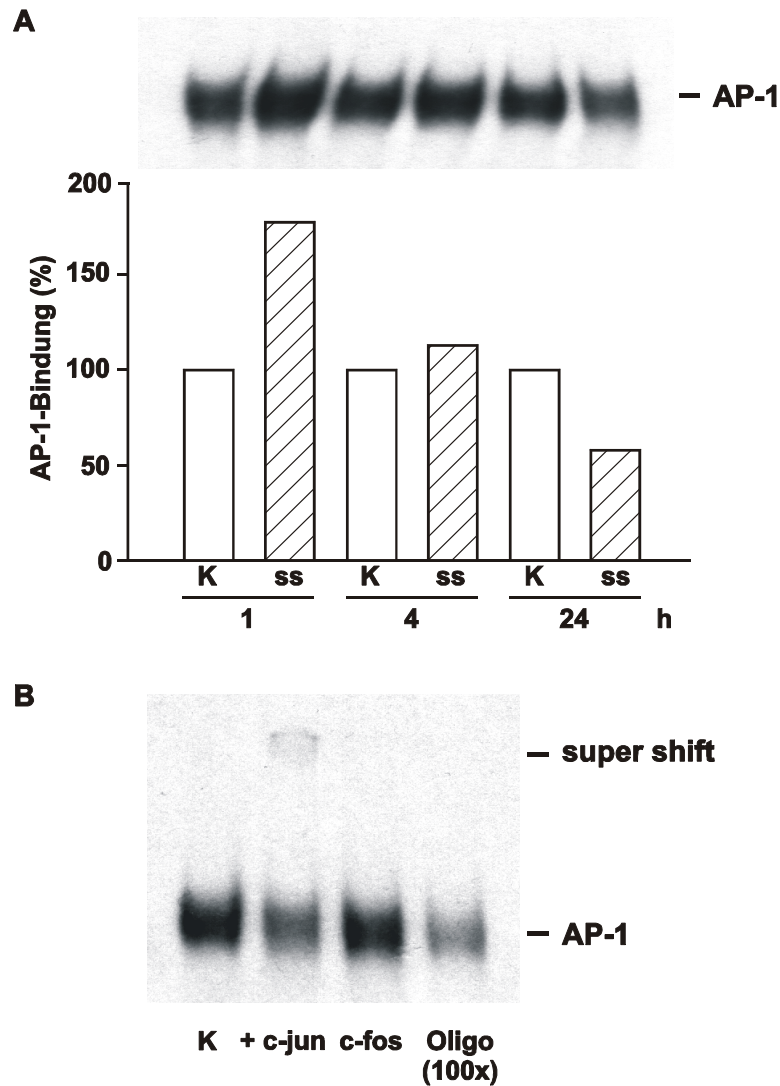 A
AP-1
200
150
100
50
0
AP-1-Bindung (%)
K ss K ss K ss
1 4 24 h
B
super shift
AP-1
K + c-jun c-fos Oligo
(100x)